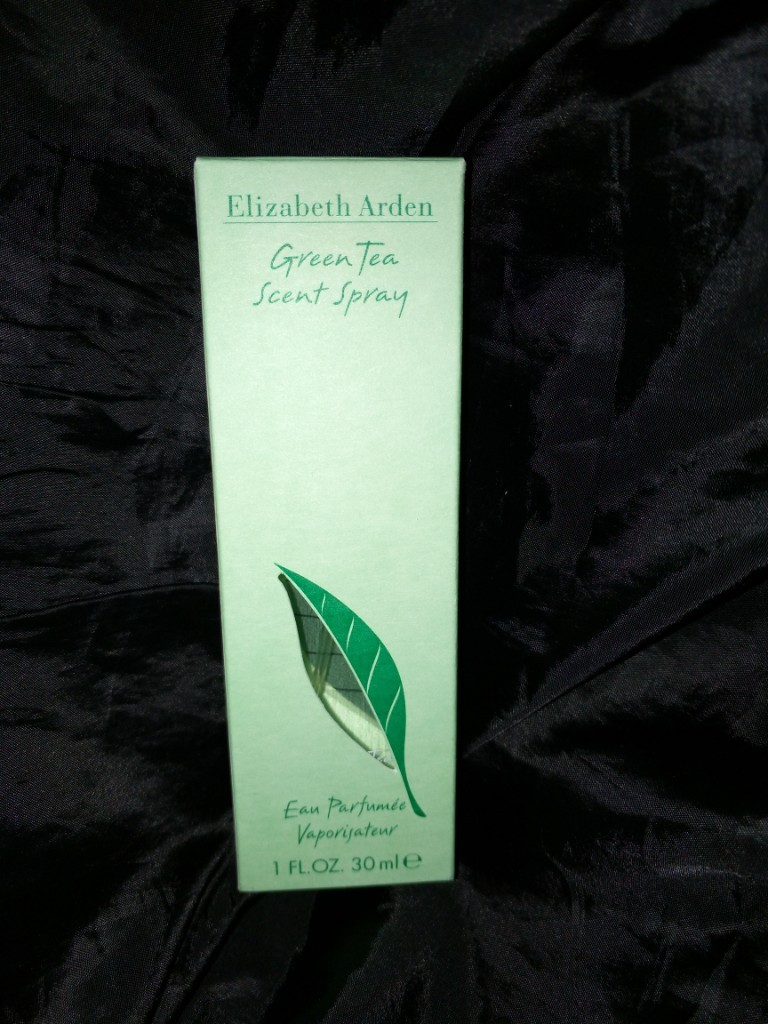 Elizabeth Arden
Green Tea
Scent Spray
Eau Parfumée
Vaporisateur
1 FL.OZ. 30 ml ℮